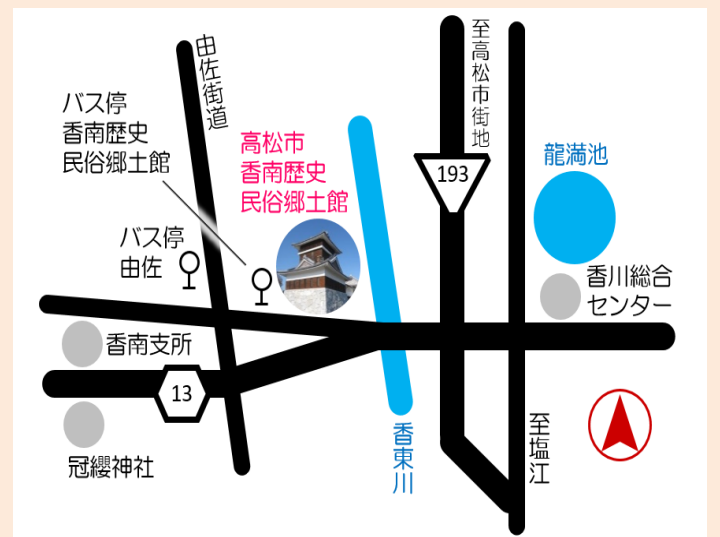 由佐街道
至高松市街地
バス停
香南歴史
民俗郷土館
高松市
香南歴史
民俗郷土館
193
龍満池
バス停
由佐
香川総合
センター
香南支所
13
冠纓神社
香東川
至塩江